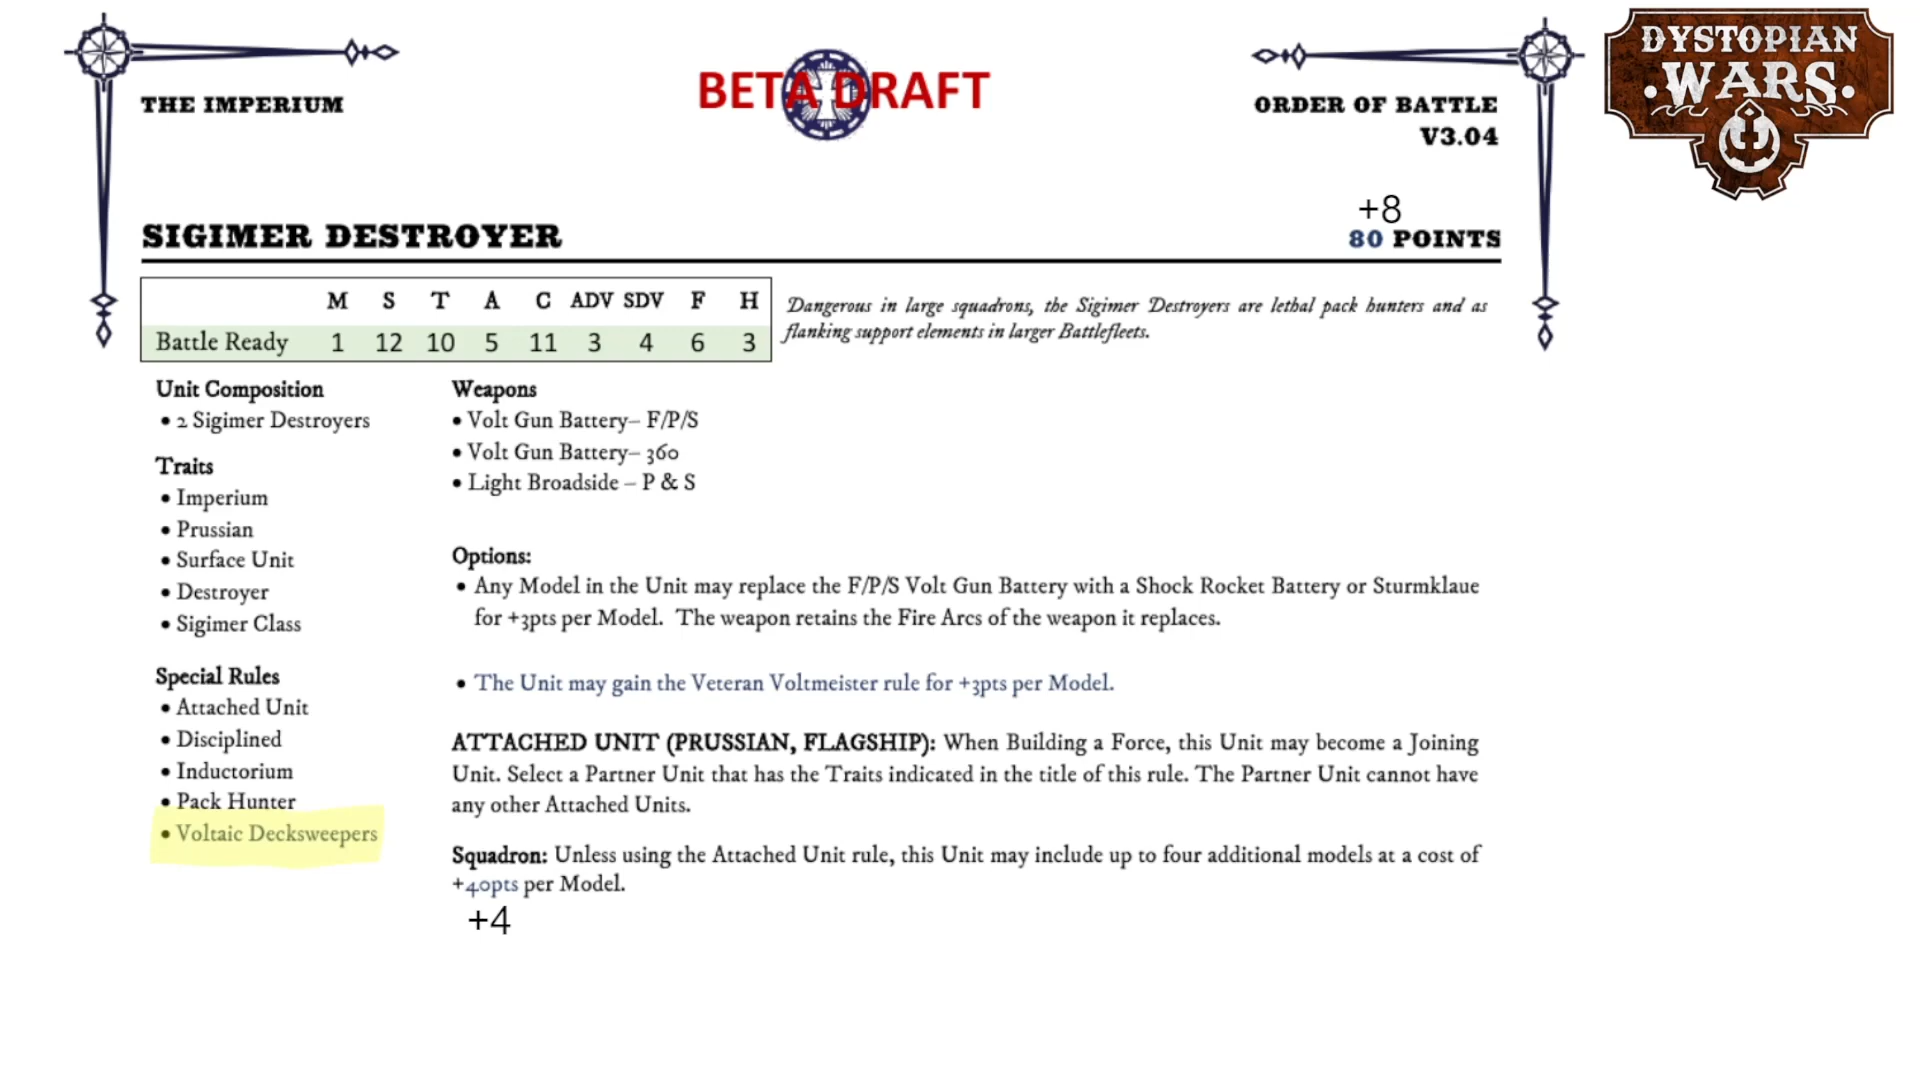 THE IMPERIUM
BETA DRAFT
ORDER OF BATTLE
V3.04
DYSTOPIAN
WARS
+8
SIGIMER DESTROYER
80 POINTS
M S T A C ADV SDV F H
Battle Ready 1 12 10 5 11 3 4 6 3
Dangerous in large squadrons, the Sigimer Destroyers are lethal pack hunters and as
flanking support elements in larger Battlefleets.
Unit Composition
• 2 Sigimer Destroyers
Traits
• Imperium
• Prussian
• Surface Unit
• Destroyer
• Sigimer Class
Special Rules
• Attached Unit
• Disciplined
• Inductorium
• Pack Hunter
• Voltaic Decksweepers
Weapons
• Volt Gun Battery– F/P/S
• Volt Gun Battery– 360
• Light Broadside – P & S
Options:
• Any Model in the Unit may replace the F/P/S Volt Gun Battery with a Shock Rocket Battery or Sturmklaue
for +3pts per Model. The weapon retains the Fire Arcs of the weapon it replaces.
• The Unit may gain the Veteran Voltmeister rule for +3pts per Model.
ATTACHED UNIT (PRUSSIAN, FLAGSHIP): When Building a Force, this Unit may become a Joining
Unit. Select a Partner Unit that has the Traits indicated in the title of this rule. The Partner Unit cannot have
any other Attached Units.
Squadron: Unless using the Attached Unit rule, this Unit may include up to four additional models at a cost of
+40pts per Model.
+4